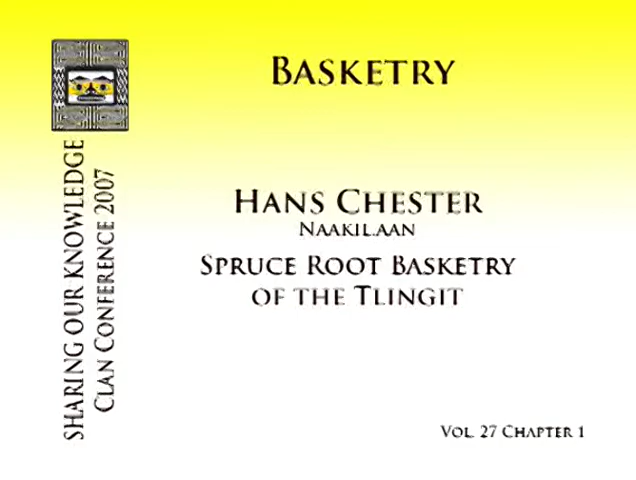 BASKETRY
HANS CHESTER
NAAKIL.AAN
SPRUCE ROOT BASKETRY
OF THE TLINGIT
SHARING OUR KNOWLEDGE
CLAN CONFERENCE 2007
VOL. 27 CHAPTER 1